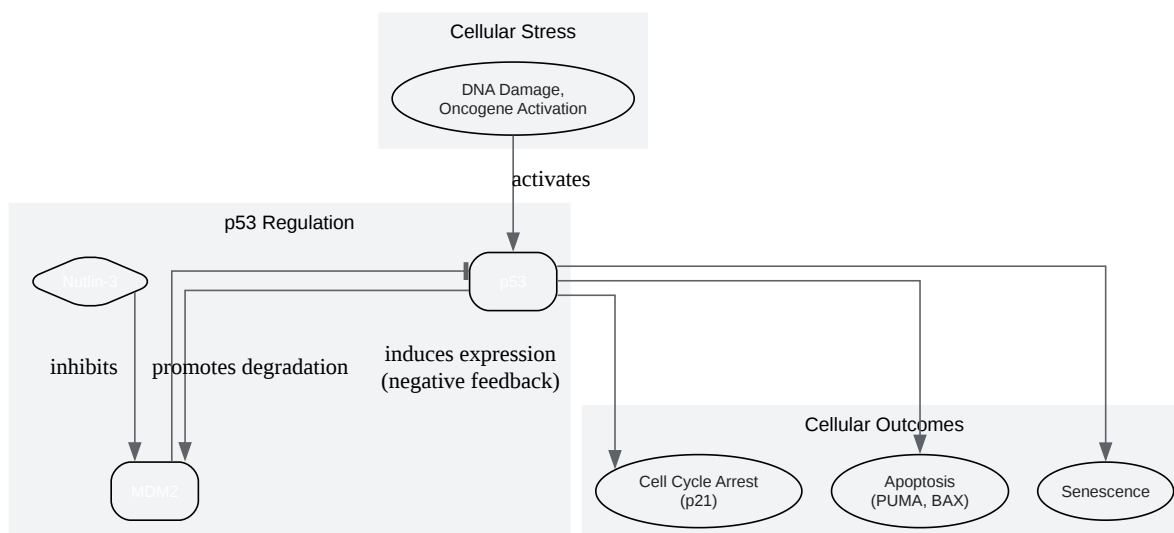 Cellular Stress
DNA Damage,
Oncogene Activation
activates
p53 Regulation
Nutlin-3
p53
inhibits
promotes degradation
induces expression
(negative feedback)
MDM2
Cellular Outcomes
Cell Cycle Arrest
(p21)
Apoptosis
(PUMA, BAX)
Senescence